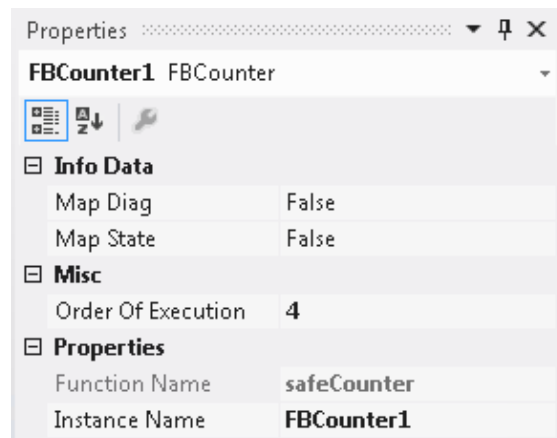 Properties
FBCounter1 FBCounter
Info Data
Map Diag False
Map State False
Misc
Order Of Execution 4
Properties
Function Name safeCounter
Instance Name FBCounter1